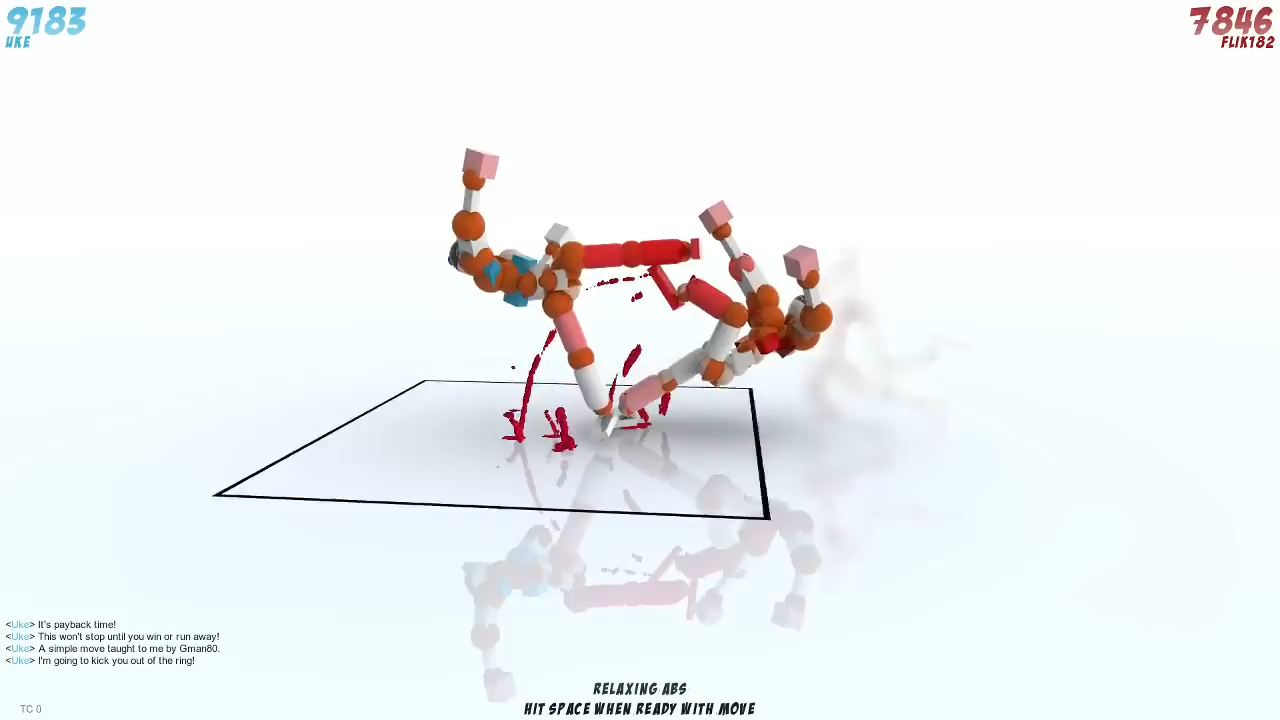 9183
UKE
7846
FLIK182
<Uke> It's payback time!
<Uke> This won't stop until you win or run away!
<Uke> A simple move taught to me by Gman80.
<Uke> I'm going to kick you out of the ring!
RELAXING ABS
HIT SPACE WHEN READY WITH MOVE
TC 0